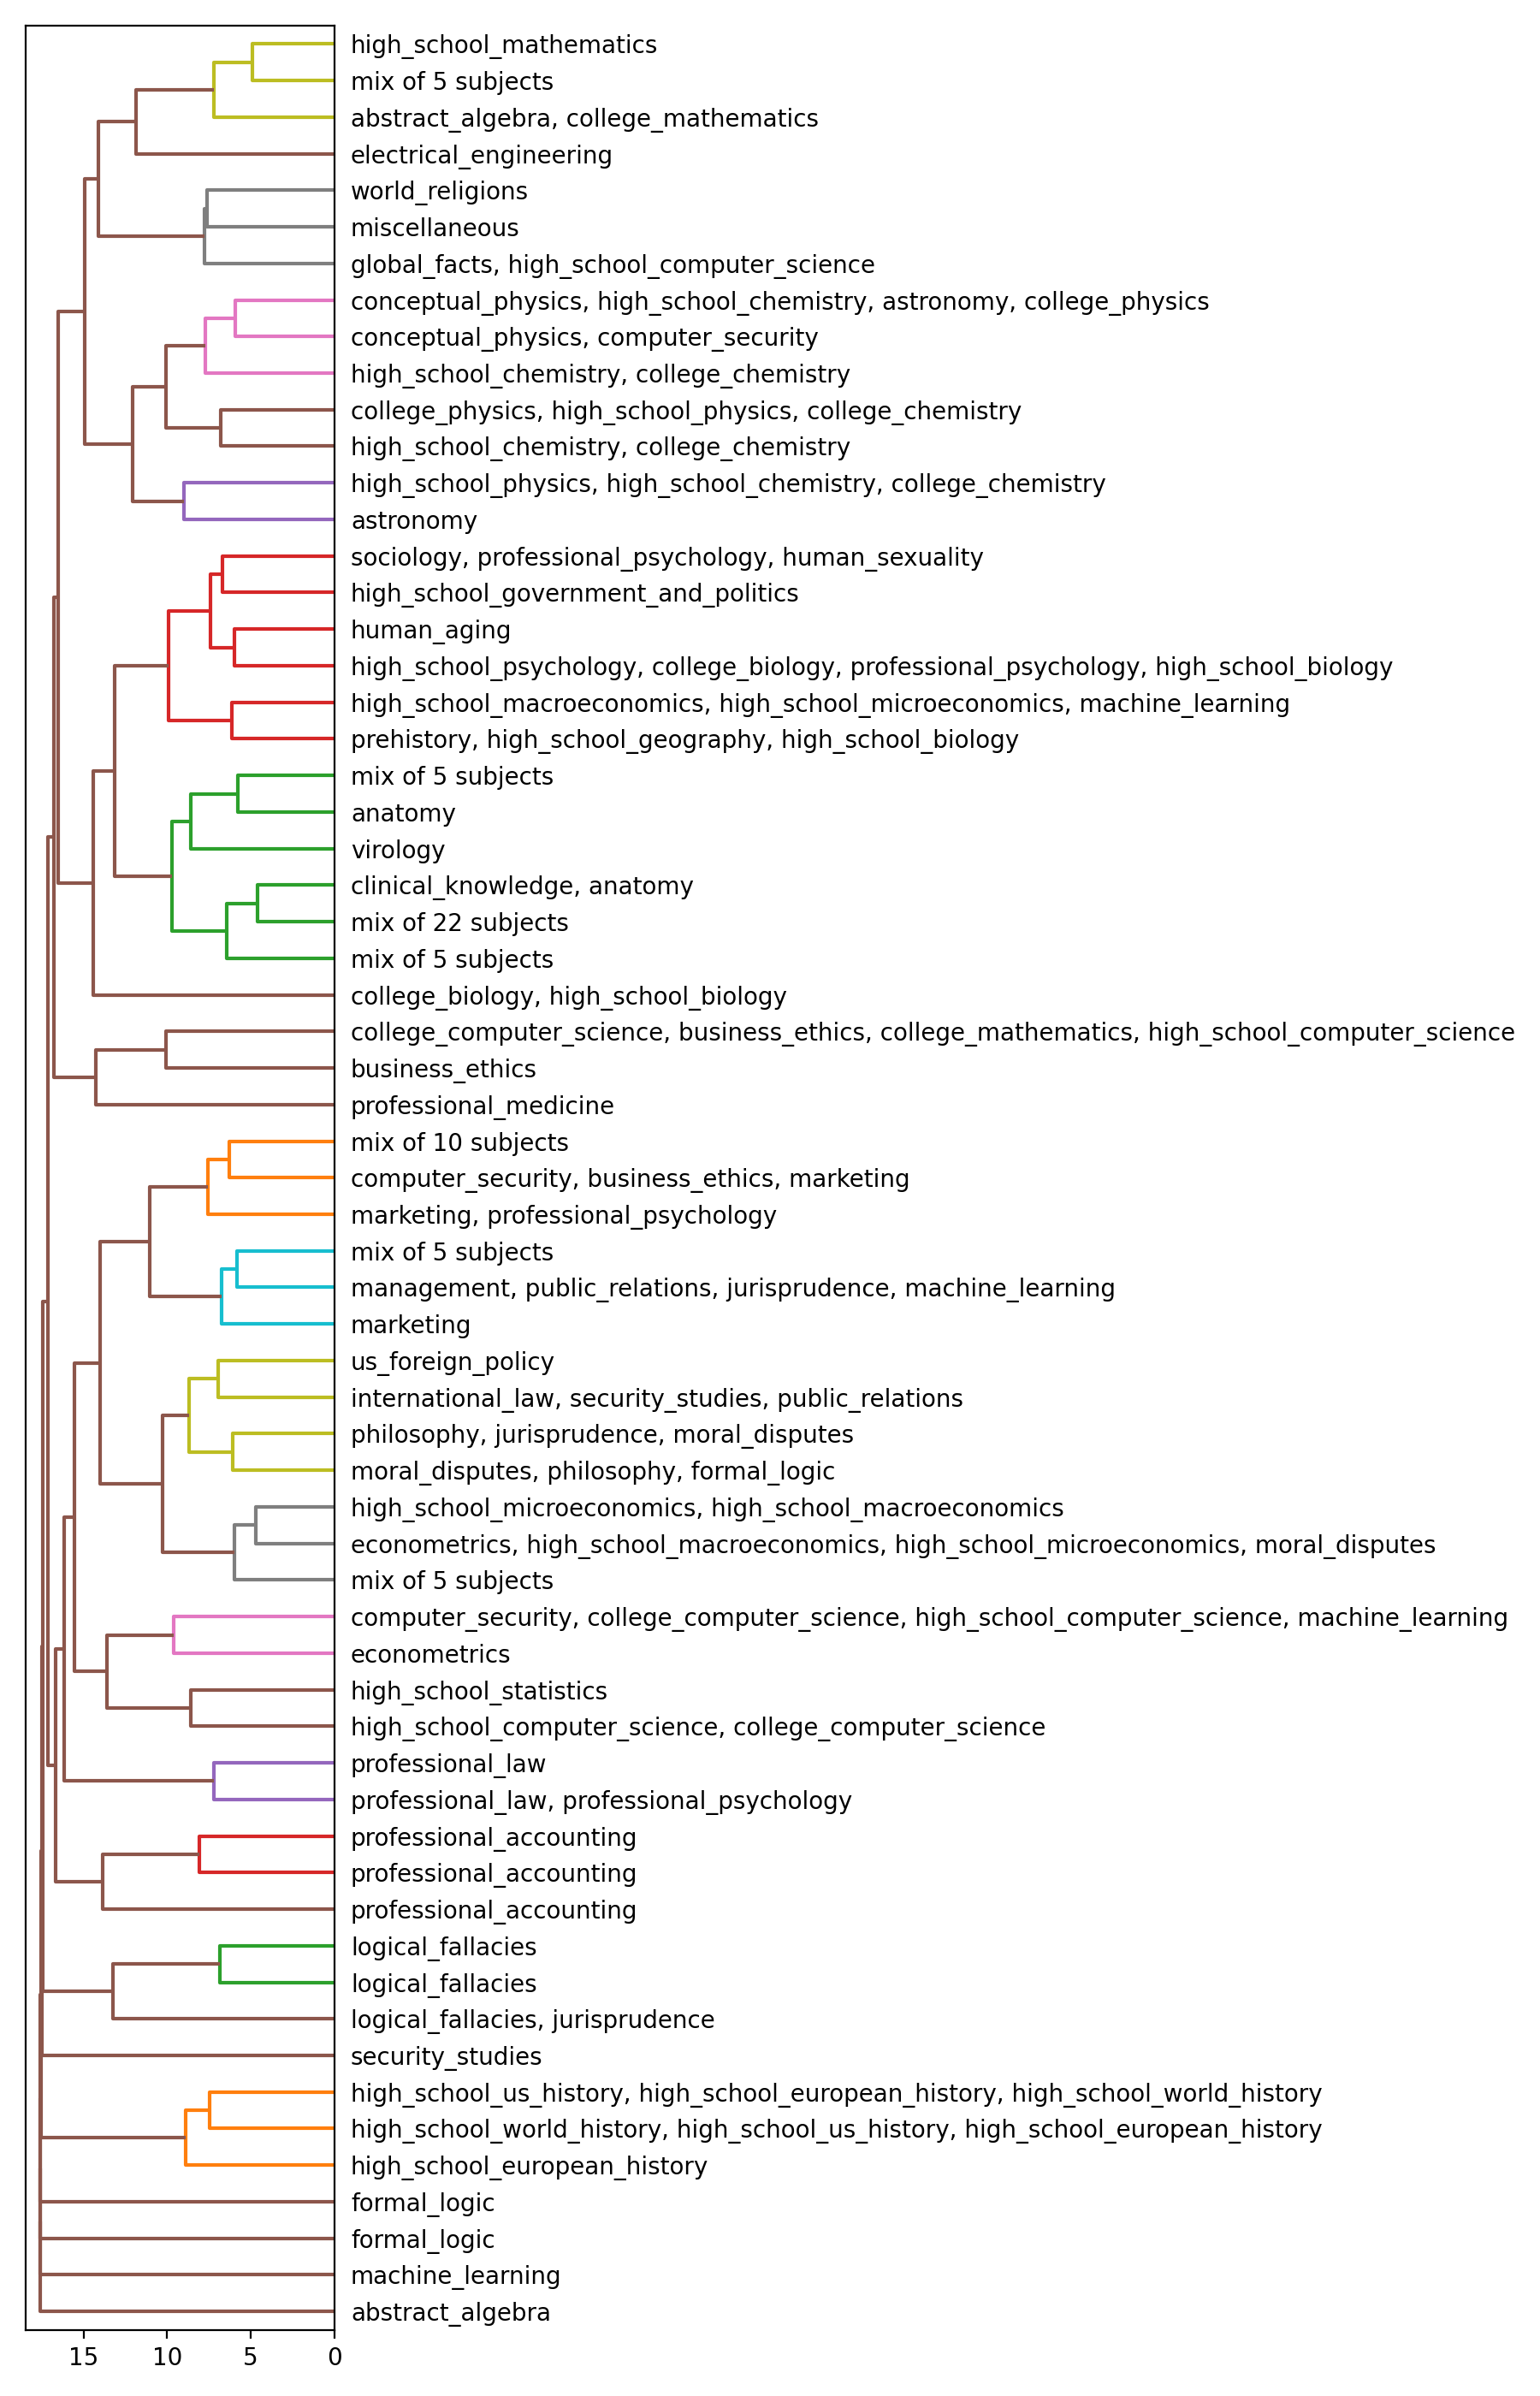 high_school_mathematics
mix of 5 subjects
abstract_algebra, college_mathematics
electrical_engineering
world_religions
miscellaneous
global_facts, high_school_computer_science
conceptual_physics, high_school_chemistry, astronomy, college_physics
conceptual_physics, computer_security
high_school_chemistry, college_chemistry
college_physics, high_school_physics, college_chemistry
high_school_chemistry, college_chemistry
high_school_physics, high_school_chemistry, college_chemistry
astronomy
sociology, professional_psychology, human_sexuality
high_school_government_and_politics
human_aging
high_school_psychology, college_biology, professional_psychology, high_school_biology
high_school_macroeconomics, high_school_microeconomics, machine_learning
prehistory, high_school_geography, high_school_biology
mix of 5 subjects
anatomy
virology
clinical_knowledge, anatomy
mix of 22 subjects
mix of 5 subjects
college_biology, high_school_biology
college_computer_science, business_ethics, college_mathematics, high_school_computer_science
business_ethics
professional_medicine
mix of 10 subjects
computer_security, business_ethics, marketing
marketing, professional_psychology
mix of 5 subjects
management, public_relations, jurisprudence, machine_learning
marketing
us_foreign_policy
international_law, security_studies, public_relations
philosophy, jurisprudence, moral_disputes
moral_disputes, philosophy, formal_logic
high_school_microeconomics, high_school_macroeconomics
econometrics, high_school_macroeconomics, high_school_microeconomics, moral_disputes
mix of 5 subjects
computer_security, college_computer_science, high_school_computer_science, machine_learning
econometrics
high_school_statistics
high_school_computer_science, college_computer_science
professional_law
professional_law, professional_psychology
professional_accounting
professional_accounting
professional_accounting
logical_fallacies
logical_fallacies
logical_fallacies, jurisprudence
security_studies
high_school_us_history, high_school_european_history, high_school_world_history
high_school_world_history, high_school_us_history, high_school_european_history
high_school_european_history
formal_logic
formal_logic
machine_learning
abstract_algebra
15 10 5 0